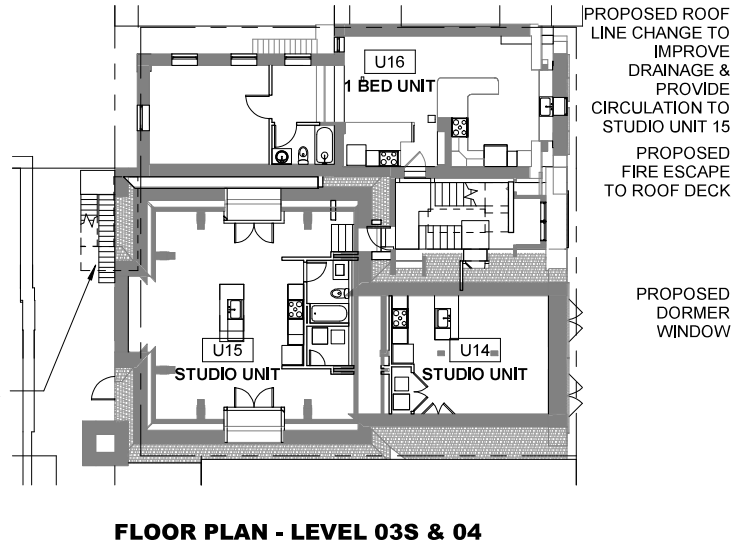 PROPOSED ROOF
LINE CHANGE TO
IMPROVE
DRAINAGE &
PROVIDE
CIRCULATION TO
STUDIO UNIT 15
PROPOSED
FIRE ESCAPE
TO ROOF DECK
PROPOSED
DORMER
WINDOW
U16
1 BED UNIT
U15
STUDIO UNIT
U14
STUDIO UNIT
FLOOR PLAN - LEVEL 03S & 04